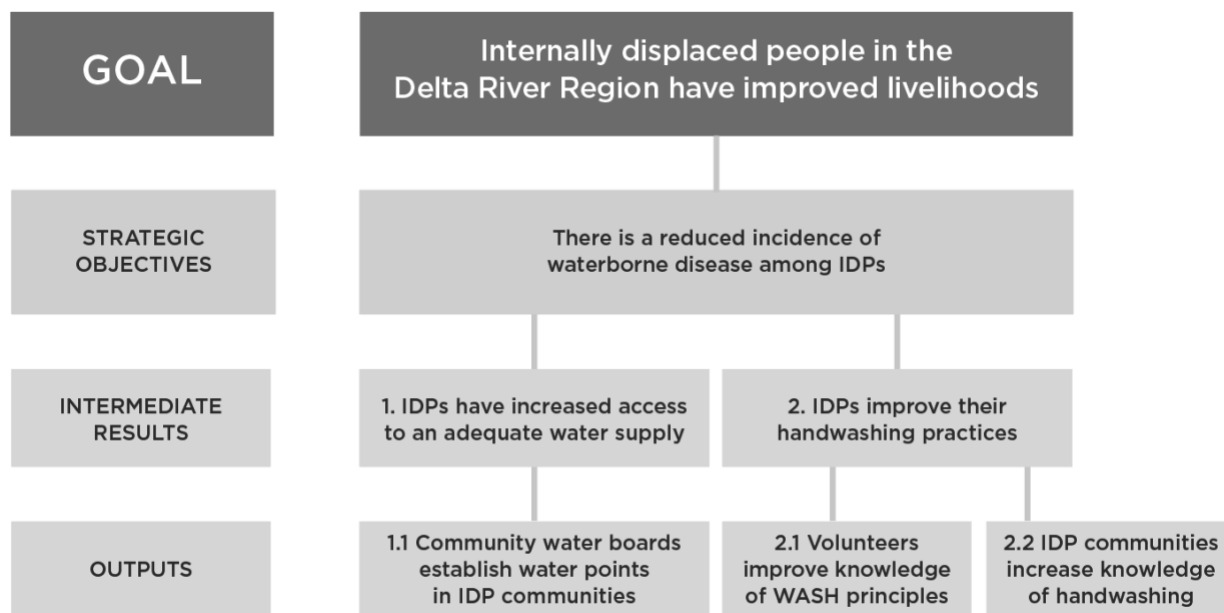 GOAL
Internally displaced people in the
Delta River Region have improved livelihoods
STRATEGIC
OBJECTIVES
There is a reduced incidence of
waterborne disease among IDPs
INTERMEDIATE
RESULTS
1. IDPs have increased access
to an adequate water supply
2. IDPs improve their
handwashing practices
OUTPUTS
1.1 Community water boards
establish water points
in IDP communities
2.1 Volunteers
improve knowledge
of WASH principles
2.2 IDP communities
increase knowledge
of handwashing